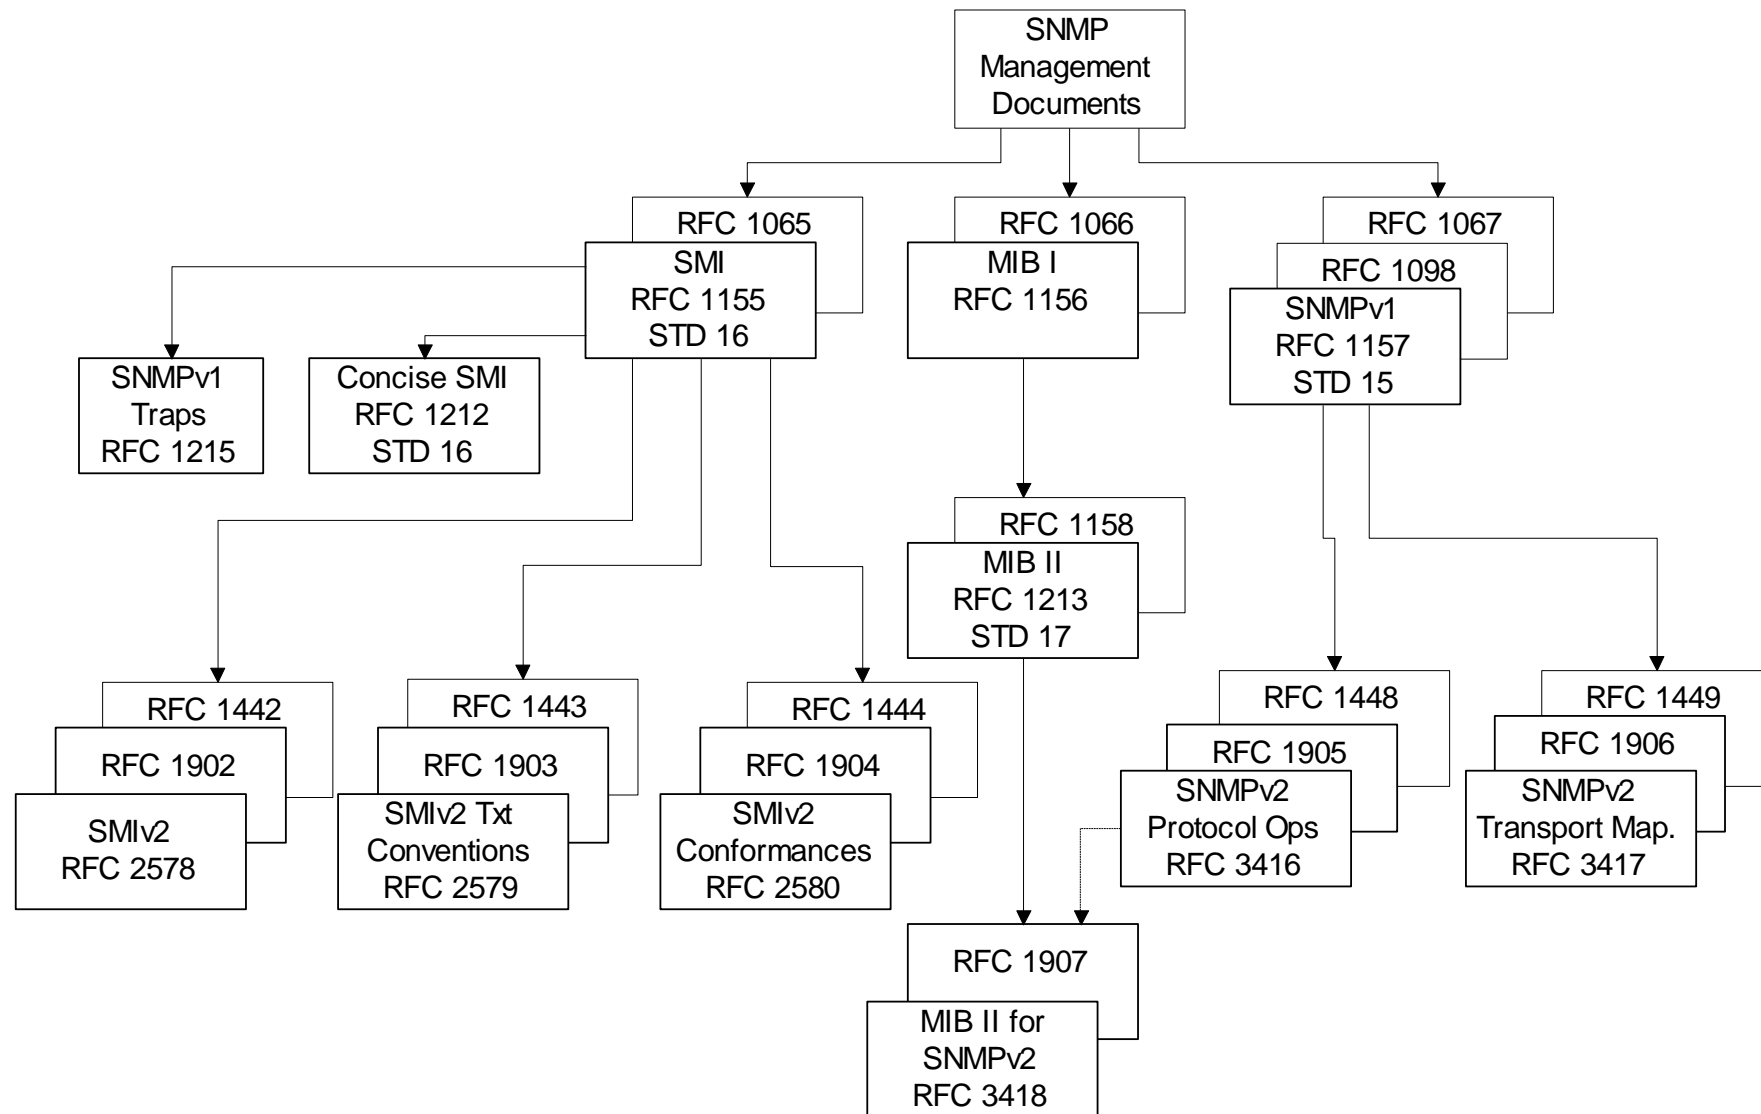 SNMP
Management
Documents
RFC 1065
SMI
RFC 1155
STD 16
RFC 1066
MIB I
RFC 1156
RFC 1067
RFC 1098
SNMPv1
RFC 1157
STD 15
SNMPv1
Traps
RFC 1215
Concise SMI
RFC 1212
STD 16
RFC 1158
MIB II
RFC 1213
STD 17
RFC 1442
RFC 1902
SMIv2
RFC 2578
RFC 1443
RFC 1903
SMIv2 Txt
Conventions
RFC 2579
RFC 1444
RFC 1904
SMIv2
Conformances
RFC 2580
RFC 1448
RFC 1905
SNMPv2
Protocol Ops
RFC 3416
RFC 1449
RFC 1906
SNMPv2
Transport Map.
RFC 3417
RFC 1907
MIB II for
SNMPv2
RFC 3418